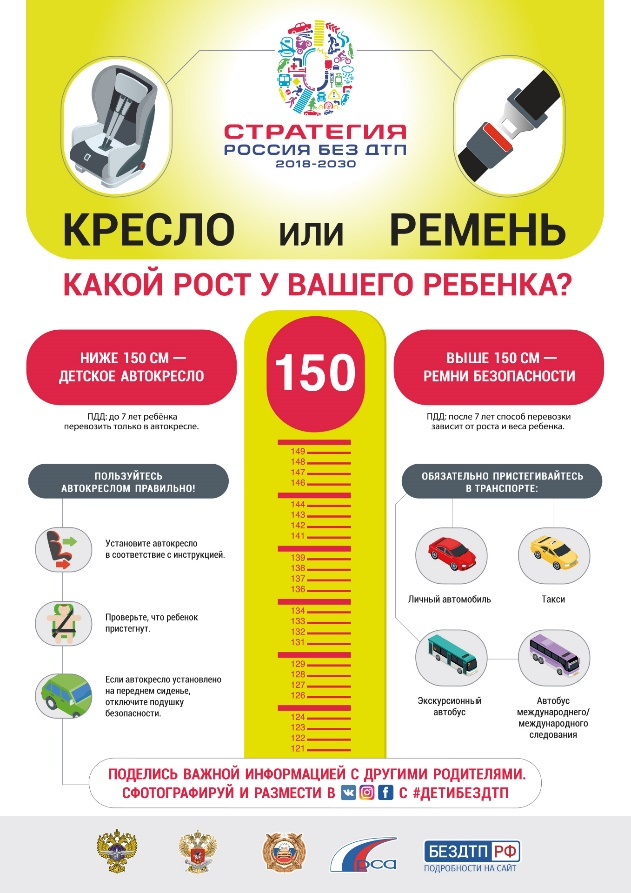 СТРАТЕГИЯ
РОССИЯ БЕЗ ДТП
2018-2030
КРЕСЛО или РЕМЕНЬ
КАКОЙ РОСТ У ВАШЕГО РЕБЕНКА?
НИЖЕ 150 СМ —
ДЕТСКОЕ АВТОКРЕСЛО
ПДД: до 7 лет ребёнка
перевозить только в автокресле.
150
ВЫШЕ 150 СМ —
РЕМНИ БЕЗОПАСНОСТИ
ПДД: после 7 лет способ перевозки
зависит от роста и веса ребенка.
ПОЛЬЗУЙТЕСЬ
АВТОКРЕСЛОМ ПРАВИЛЬНО!
Установите автокресло
в соответствие с инструкцией.
Проверьте, что ребенок
пристегнут.
Если автокресло установлено
на переднем сиденье,
отключите подушку
безопасности.
149
148
147
146
144
143
142
141
139
138
137
136
134
133
132
131
129
128
127
126
124
123
122
121
ОБЯЗАТЕЛЬНО ПРИСТЕГИВАЙТЕСЬ
В ТРАНСПОРТЕ:
Личный автомобиль
Такси
Экскурсионный
автобус
Автобус
междугороднего/
международного
следования
ПОДЕЛИСЬ ВАЖНОЙ ИНФОРМАЦИЕЙ С ДРУГИМИ РОДИТЕЛЯМИ.
СФОТОГРАФИРУЙ И РАЗМЕСТИ В С #ДЕТИБЕЗДТП
рса
БЕЗДТП РФ
ПОДРОБНОСТИ НА САЙТ